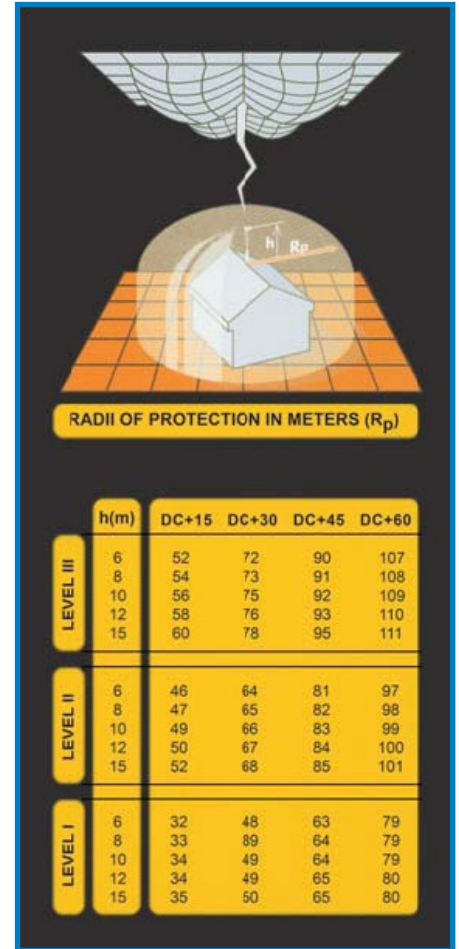 h Rp
RADII OF PROTECTION IN METERS (Rp)
h(m) DC+15 DC+30 DC+45 DC+60
LEVEL III
6 52 72 90 107
8 54 73 91 108
10 56 75 92 109
12 58 76 93 110
15 60 78 95 111
LEVEL II
6 46 64 81 97
8 47 65 82 98
10 49 66 83 99
12 50 67 84 100
15 52 68 85 101
LEVEL I
6 32 48 63 79
8 33 89 64 79
10 34 49 64 79
12 34 49 65 80
15 35 50 65 80